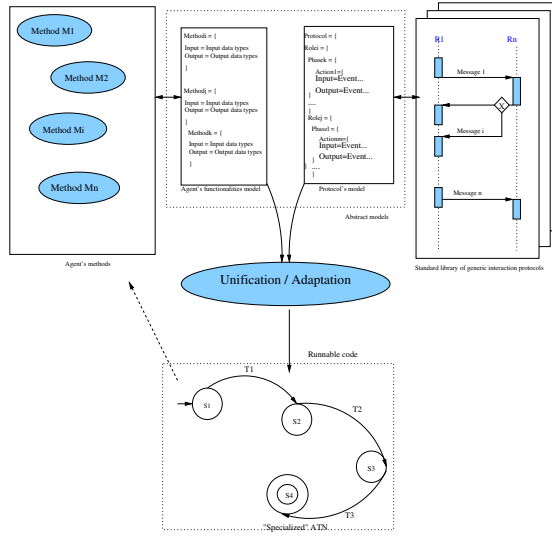 Method M1
Method M2
Method Mi
Method Mn
Agent's methods
Methodi = {
Input = Input data types
Output = Output data types
}
Methodj = {
Input = Input data types
Output = Output data types
}
Methodk = {
Input = Input data types
Output = Output data types
}
Agent's functionalities model
Protocol = {
Rolei = {
Phasek = {
Action1={
Input=Event...
Output=Event...
}
....
}
Rolej = {
Phasel = {
Actionm={
Input=Event...
Output=Event...
}
} ....
}
Protocol's model
Abstract models
R1
Rn
Message 1
X
Message i
Message n
Standard library of generic interaction protocols
Unification / Adaptation
Runnable code
T1
S1
S2
T2
S3
S4
T3
"Specialized" ATN